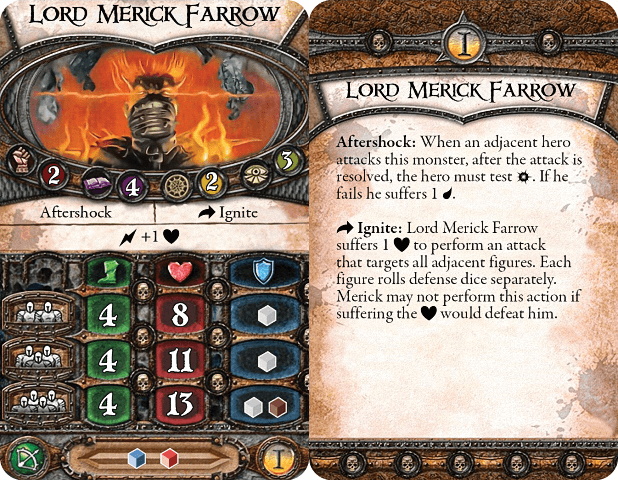 LORD MERICK FARROW
2
4
2
3
Aftershock
Ignite
+1
4 8
4 11
4 13
I
I
LORD MERICK FARROW
Aftershock: When an adjacent hero
attacks this monster, after the attack is
resolved, the hero must test . If he
fails he suffers 1 .
Ignite: Lord Merick Farrow
suffers 1 to perform an attack
that targets all adjacent figures. Each
figure rolls defense dice separately.
Merick may not perform this action if
suffering the would defeat him.